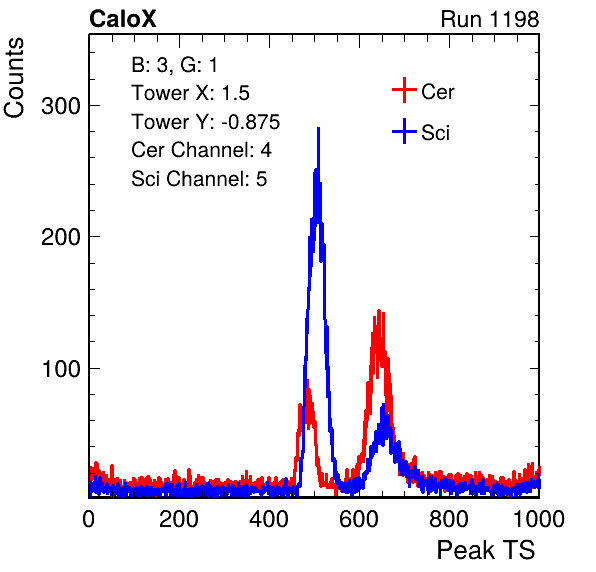 CaloX Run 1198
Counts
B: 3, G: 1
Tower X: 1.5
Tower Y: -0.875
Cer Channel: 4
Sci Channel: 5
Cer
Sci
300
200
100
0 200 400 600 800 1000
Peak TS